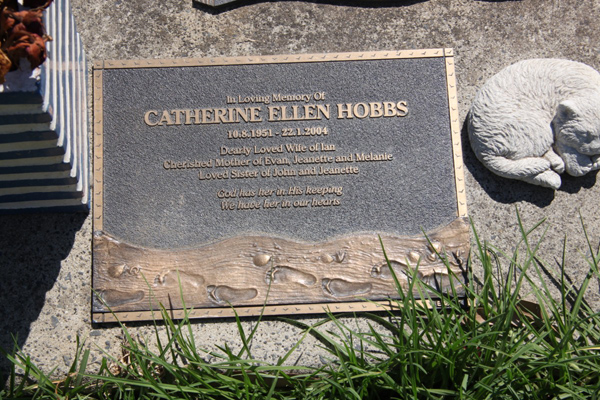 In Loving Memory Of
CATHERINE ELLEN HOBBS
10.8.1951 - 22.1.2004
Dearly Loved Wife of Ian
Cherished Mother of Evan, Jeanette and Melanie
Loved Sister of John and Jeanette
God has her in His keeping
We have her in our hearts